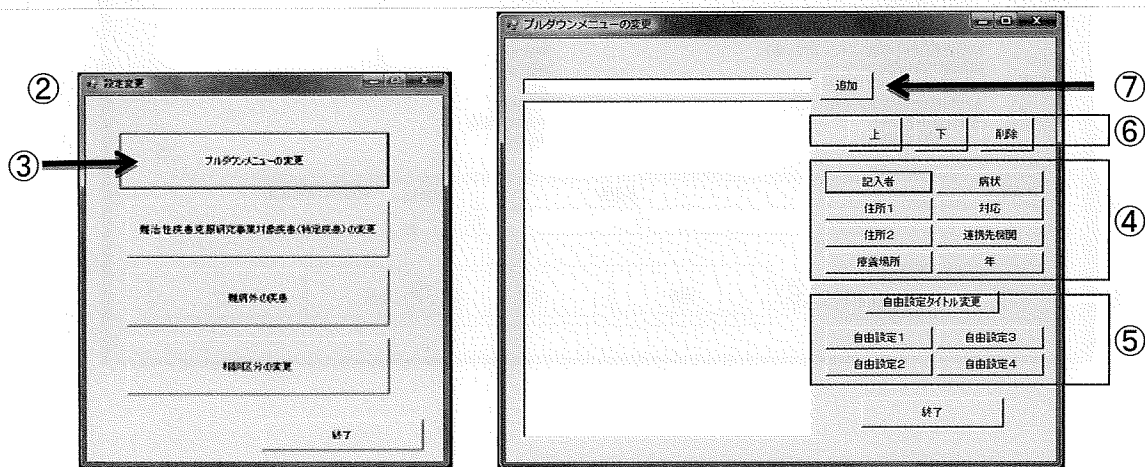 ②
設定変更
③
プルダウンメニューの変更
難治性疾患克服研究事業対象疾患(特定疾患)の変更
難病外の疾患
相談区分の変更
終了
プルダウンメニューの変更
追加
⑦
上 下 削除
⑥
記入者 病状
住所1 対応
住所2 連携先機関
療養場所 年
④
自由設定タイトル変更
自由設定1 自由設定3
自由設定2 自由設定4
⑤
終了